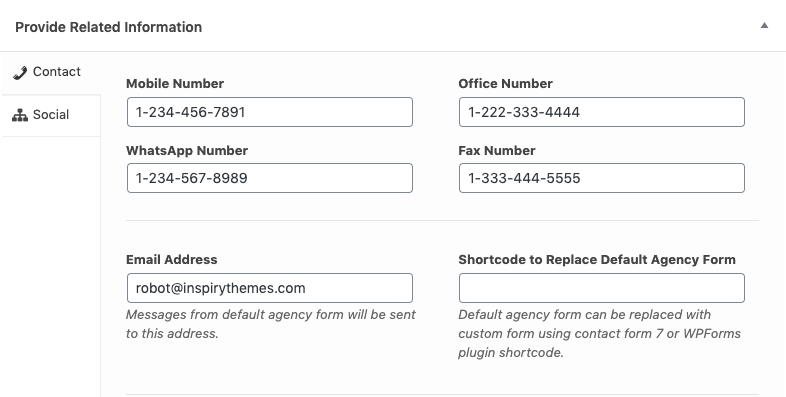 Provide Related Information
Contact
Social
Mobile Number
Office Number
1-234-456-7891
1-222-333-4444
WhatsApp Number
Fax Number
1-234-567-8989
1-333-444-5555
Email Address
Shortcode to Replace Default Agency Form
robot@inspirythemes.com
Messages from default agency form will be sent
to this address.
Default agency form can be replaced with
custom form using contact form 7 or WPForms
plugin shortcode.